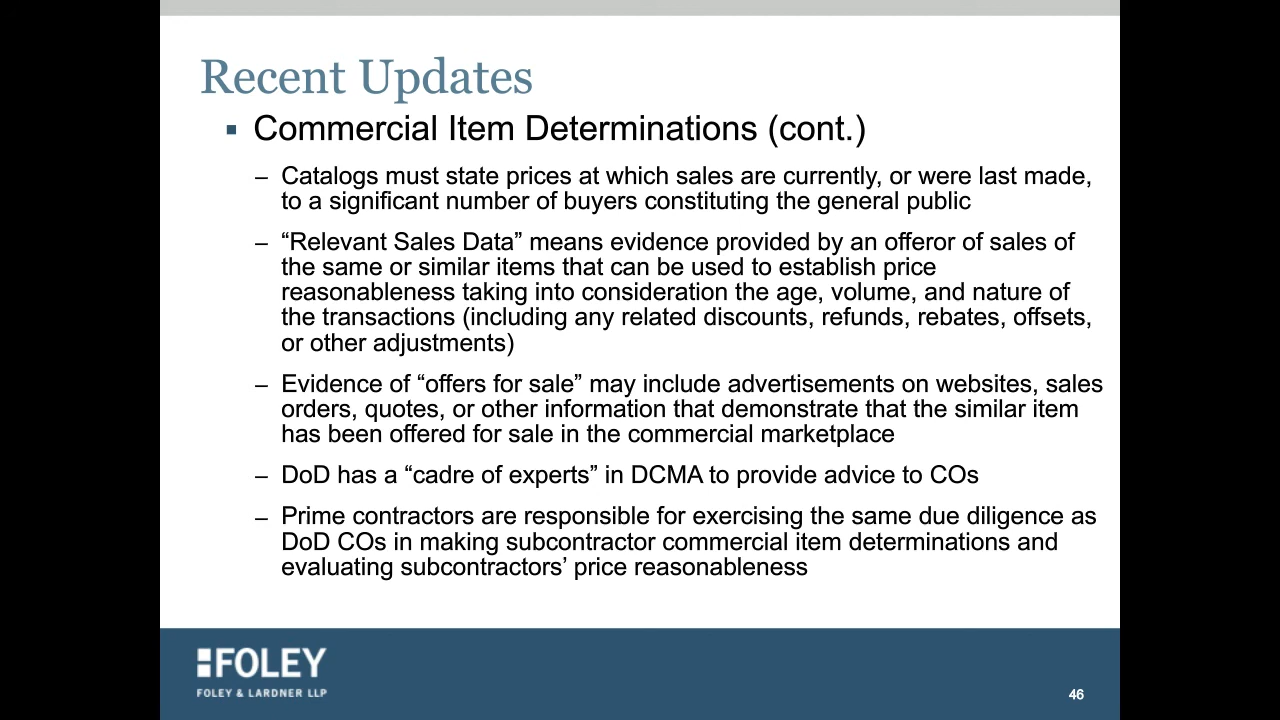 Recent Updates
▪ Commercial Item Determinations (cont.)
– Catalogs must state prices at which sales are currently, or were last made,
to a significant number of buyers constituting the general public
– “Relevant Sales Data” means evidence provided by an offeror of sales of
the same or similar items that can be used to establish price
reasonableness taking into consideration the age, volume, and nature of
the transactions (including any related discounts, refunds, rebates, offsets,
or other adjustments)
– Evidence of “offers for sale” may include advertisements on websites, sales
orders, quotes, or other information that demonstrate that the similar item
has been offered for sale in the commercial marketplace
– DoD has a “cadre of experts” in DCMA to provide advice to COs
– Prime contractors are responsible for exercising the same due diligence as
DoD COs in making subcontractor commercial item determinations and
evaluating subcontractors’ price reasonableness
FOLEY
FOLEY & LARDNER LLP
46